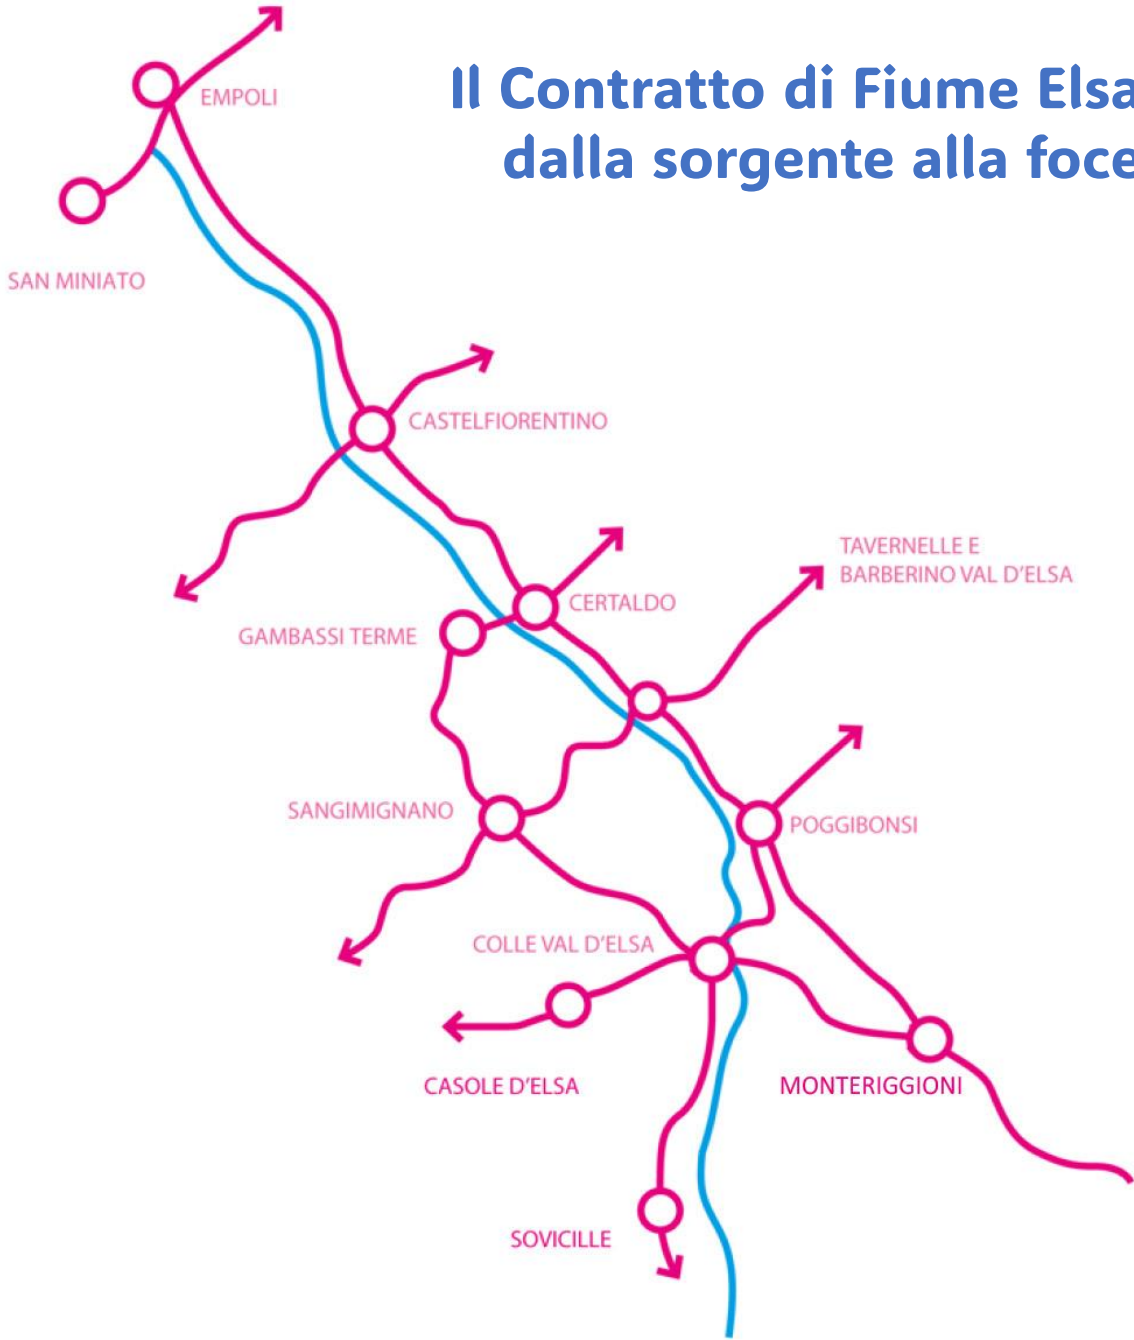 Il Contratto di Fiume Elsa
dalla sorgente alla foce
EMPOLI
SAN MINIATO
CASTELFIORENTINO
TAVERNELLE E
BARBERINO VAL D'ELSA
CERTALDO
GAMBASSI TERME
SANGIMIGNANO
POGGIBONSI
COLLE VAL D'ELSA
CASOLE D'ELSA
MONTERIGGIONI
SOVICILLE